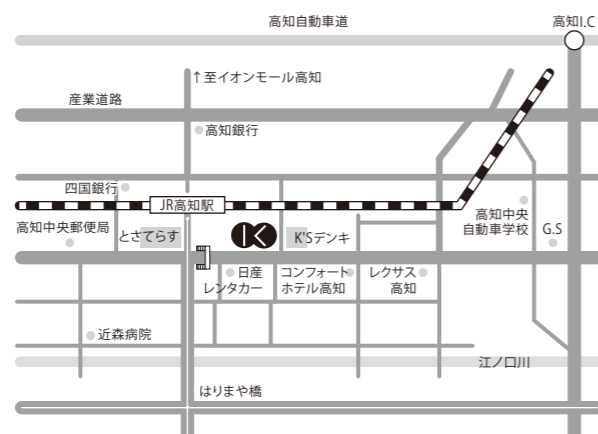 高知自動車道
高知I.C
↑至イオンモール高知
産業道路
高知銀行
四国銀行
JR高知駅
高知中央
自動車学校
高知中央郵便局
とさてらす
K
K'Sデンキ
G.S
日産
レンタカー
コンフォート
ホテル高知
レクサス
高知
近森病院
江ノ口川
はりまや橋